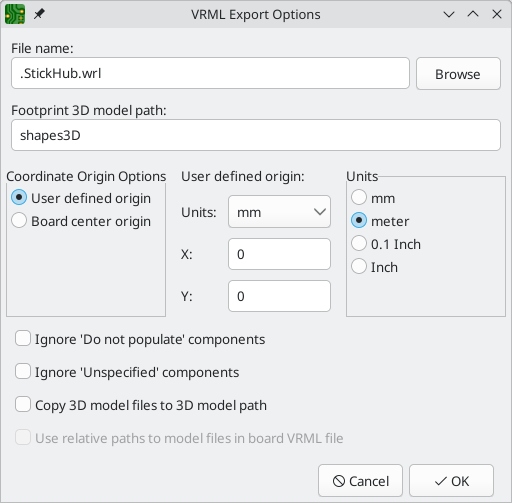 VRML Export Options
File name:
.StickHub.wrl
Browse
Footprint 3D model path:
shapes3D
Coordinate Origin Options
User defined origin
Board center origin
User defined origin:
Units:
mm
X:
0
Y:
0
Units
mm
meter
0.1 Inch
Inch
Ignore 'Do not populate' components
Ignore 'Unspecified' components
Copy 3D model files to 3D model path
Use relative paths to model files in board VRML file
Cancel
OK